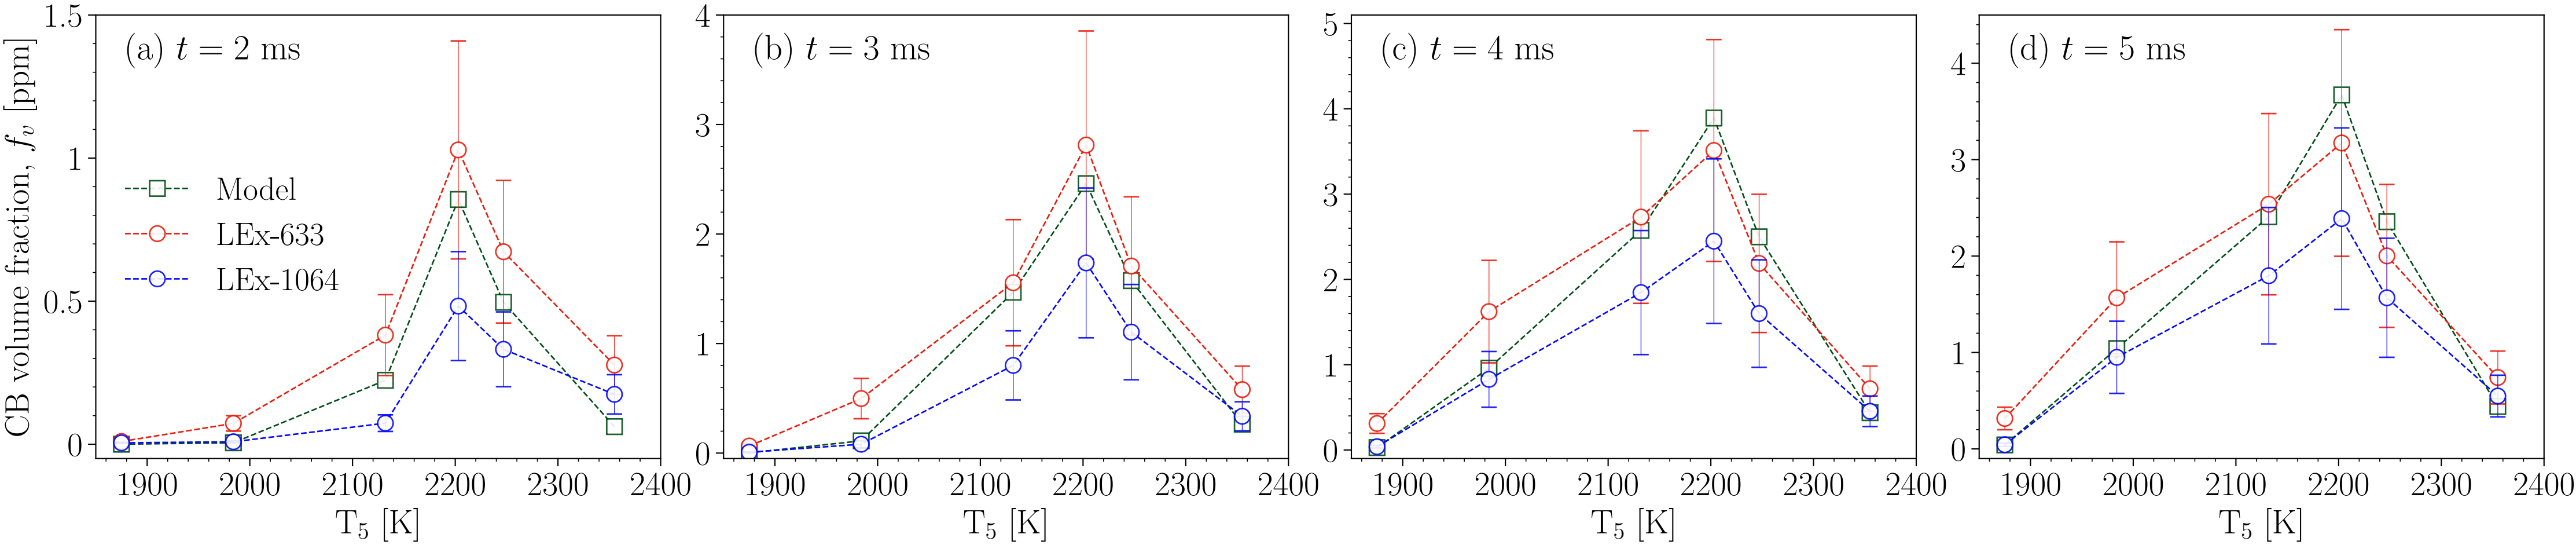 CB volume fraction, f_v [ppm]
1.5
1
0.5
0
(a) t = 2 ms
Model
LEx-633
LEx-1064
1900 2000 2100 2200 2300 2400
T₅ [K]
4
3
2
1
0
(b) t = 3 ms
1900 2000 2100 2200 2300 2400
T₅ [K]
5
4
3
2
1
0
(c) t = 4 ms
1900 2000 2100 2200 2300 2400
T₅ [K]
4
3
2
1
0
(d) t = 5 ms
1900 2000 2100 2200 2300 2400
T₅ [K]